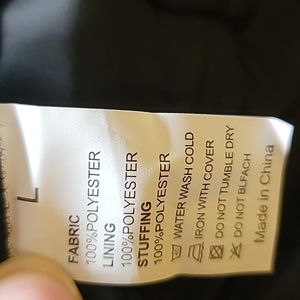 L
FABRIC
100%POLYESTER
LINING
100%POLYESTER
STUFFING
100%POLYESTER
WATER WASH COLD
IRON WITH COVER
DO NOT TUMBLE DRY
DO NOT BLEACH
Made in China